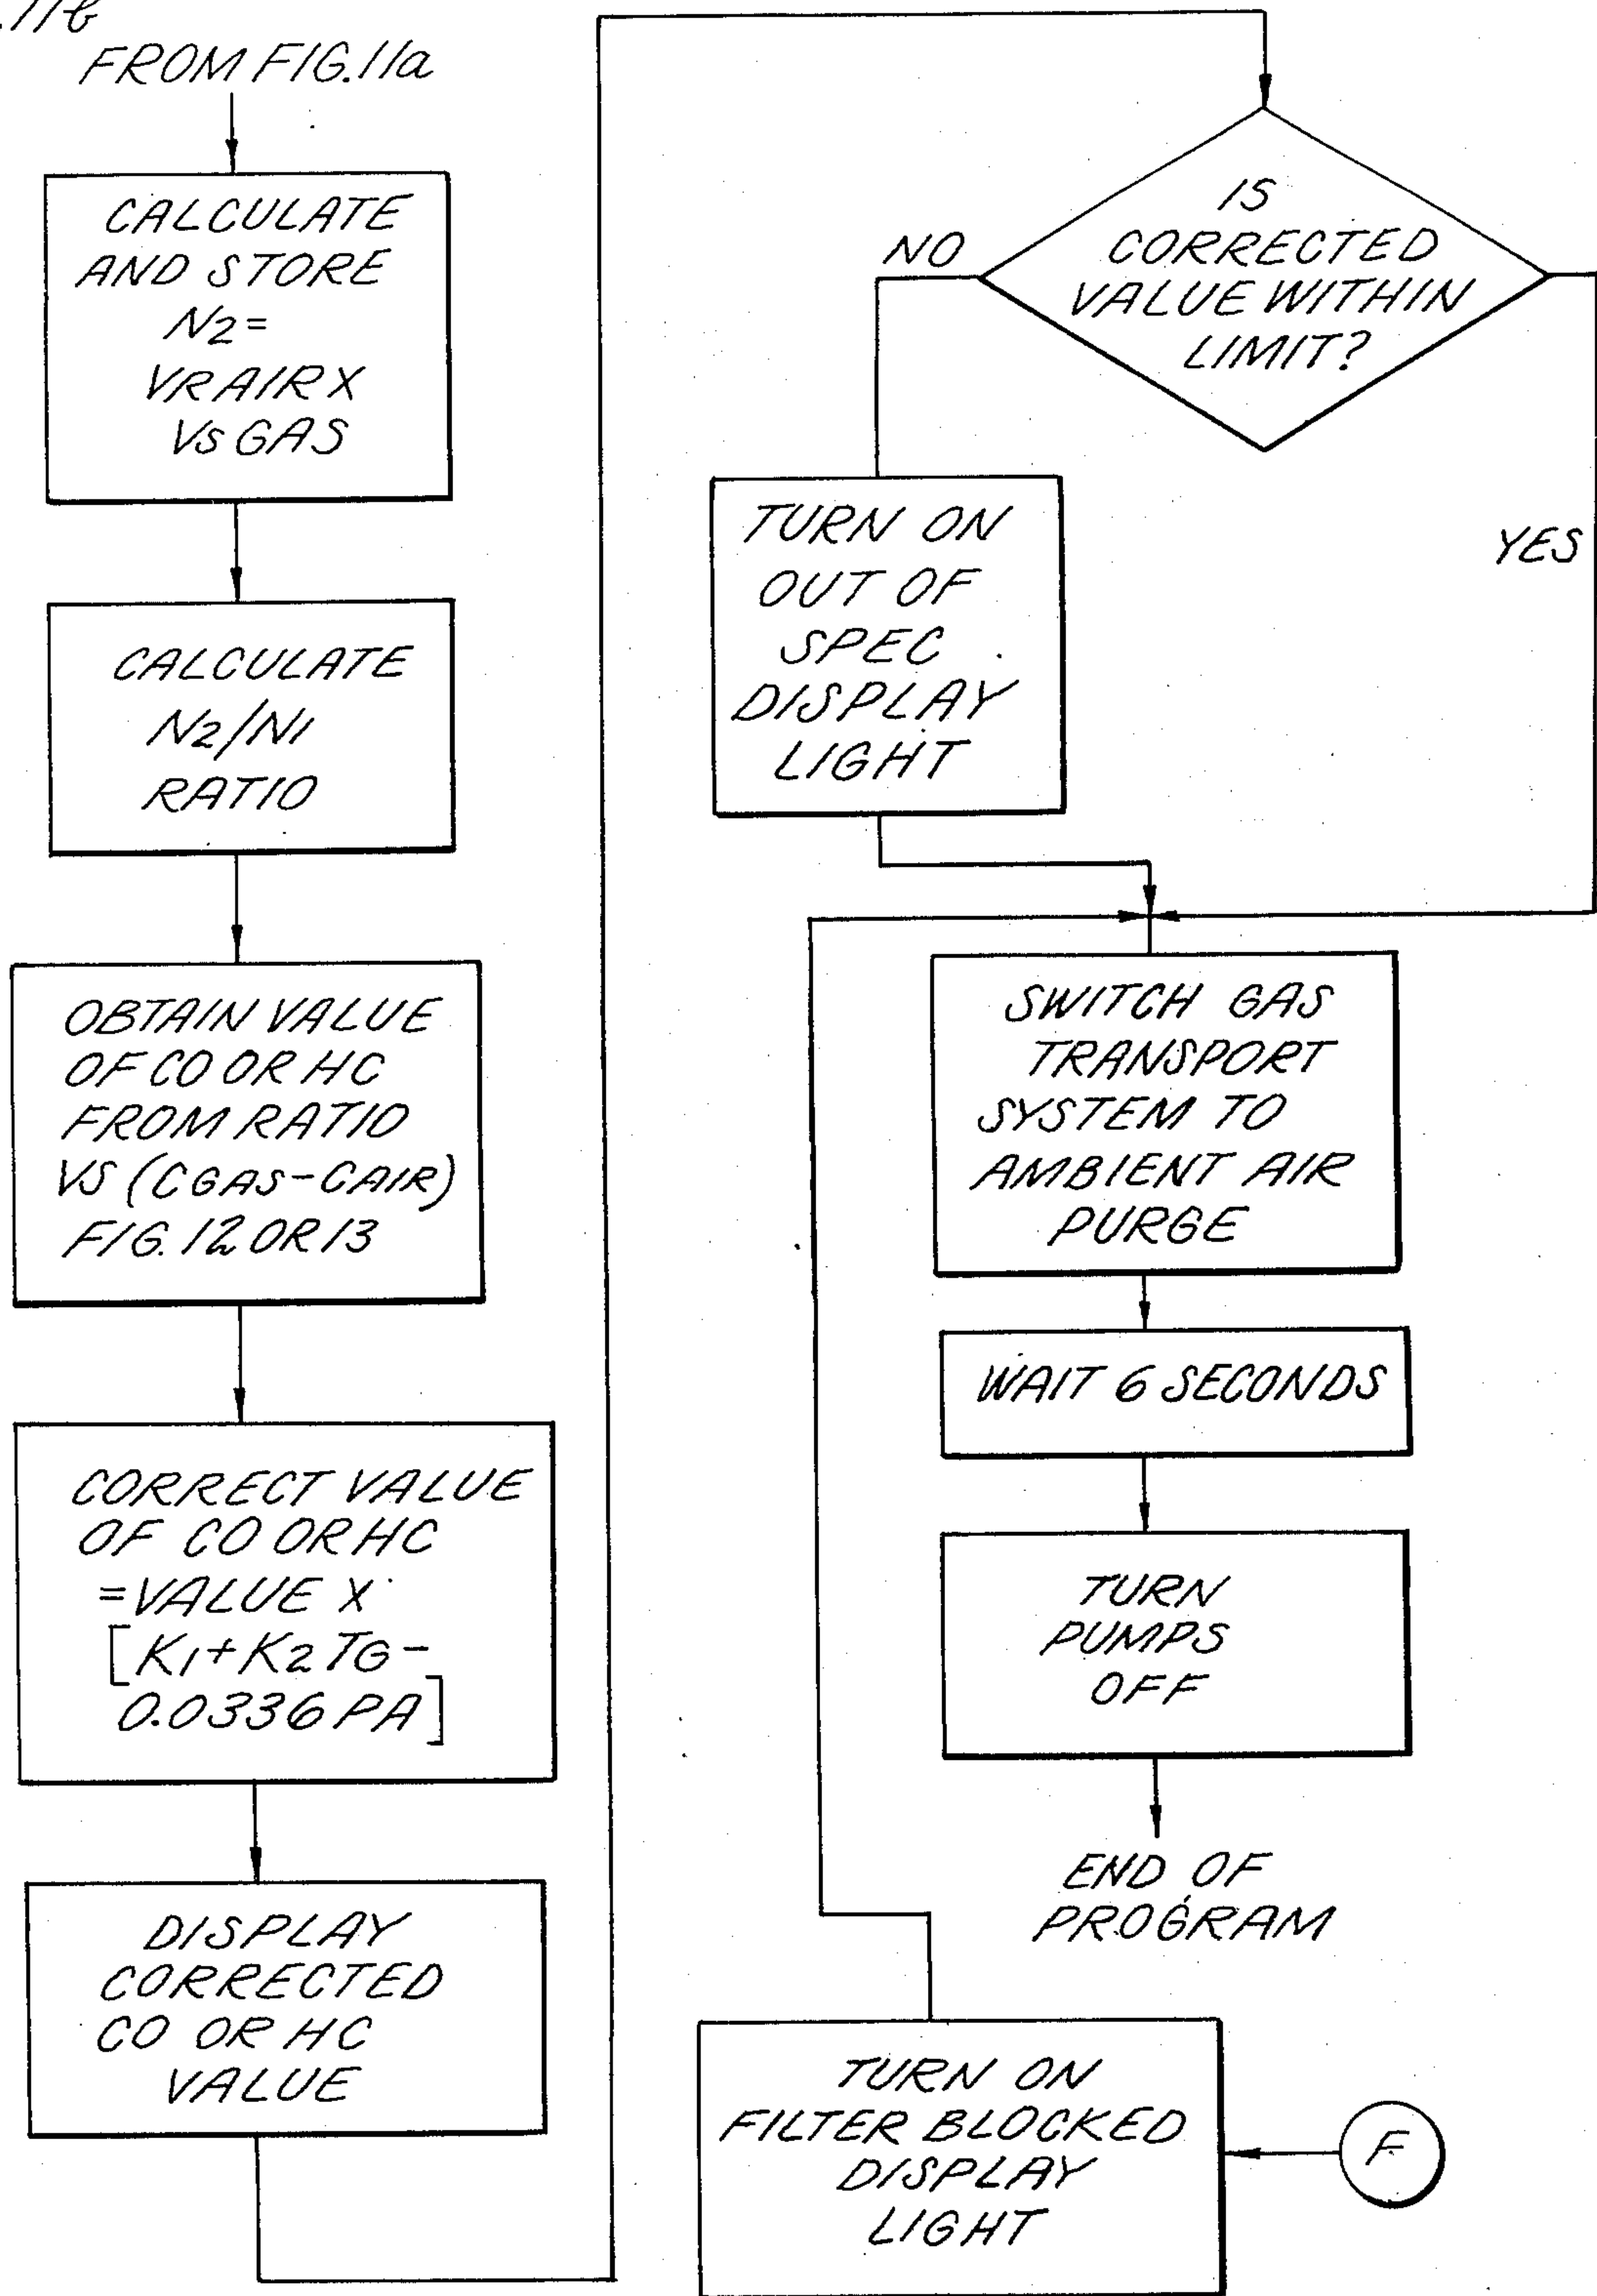 .11b
FROM FIG.11a
CALCULATE
AND STORE
N2=
VRAIR X
VS GAS
CALCULATE
N2/N1
RATIO
OBTAIN VALUE
OF CO OR HC
FROM RATIO
VS (CGAS-CAIR)
FIG. 12 OR 13
CORRECT VALUE
OF CO OR HC
=VALUE X
[K1+K2TG-
0.0336PA]
DISPLAY
CORRECTED
CO OR HC
VALUE
IS
CORRECTED
VALUE WITHIN
LIMIT?
NO
YES
TURN ON
OUT OF
SPEC
DISPLAY
LIGHT
SWITCH GAS
TRANSPORT
SYSTEM TO
AMBIENT AIR
PURGE
WAIT 6 SECONDS
TURN
PUMPS
OFF
END OF
PROGRAM
TURN ON
FILTER BLOCKED
DISPLAY
LIGHT
F